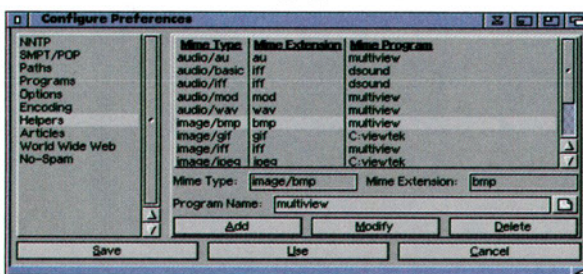 Configure Preferences
NNTP
SMPT/POP
Paths
Programs
Options
Encoding
Helpers
Articles
World Wide Web
No-Spam
Mime Type Mime Extension Mime Program
audio/au au multiview
audio/basic iff dsound
audio/iff iff dsound
audio/mod mod multiview
audio/wav wav multiview
image/bmp bmp multiview
image/gif gif C:viewtek
image/iff iff multiview
image/jpeg jpeg C:viewtek
Mime Type: image/bmp Mime Extension: bmp
Program Name: multiview
Add Modify Delete
Save Use Cancel